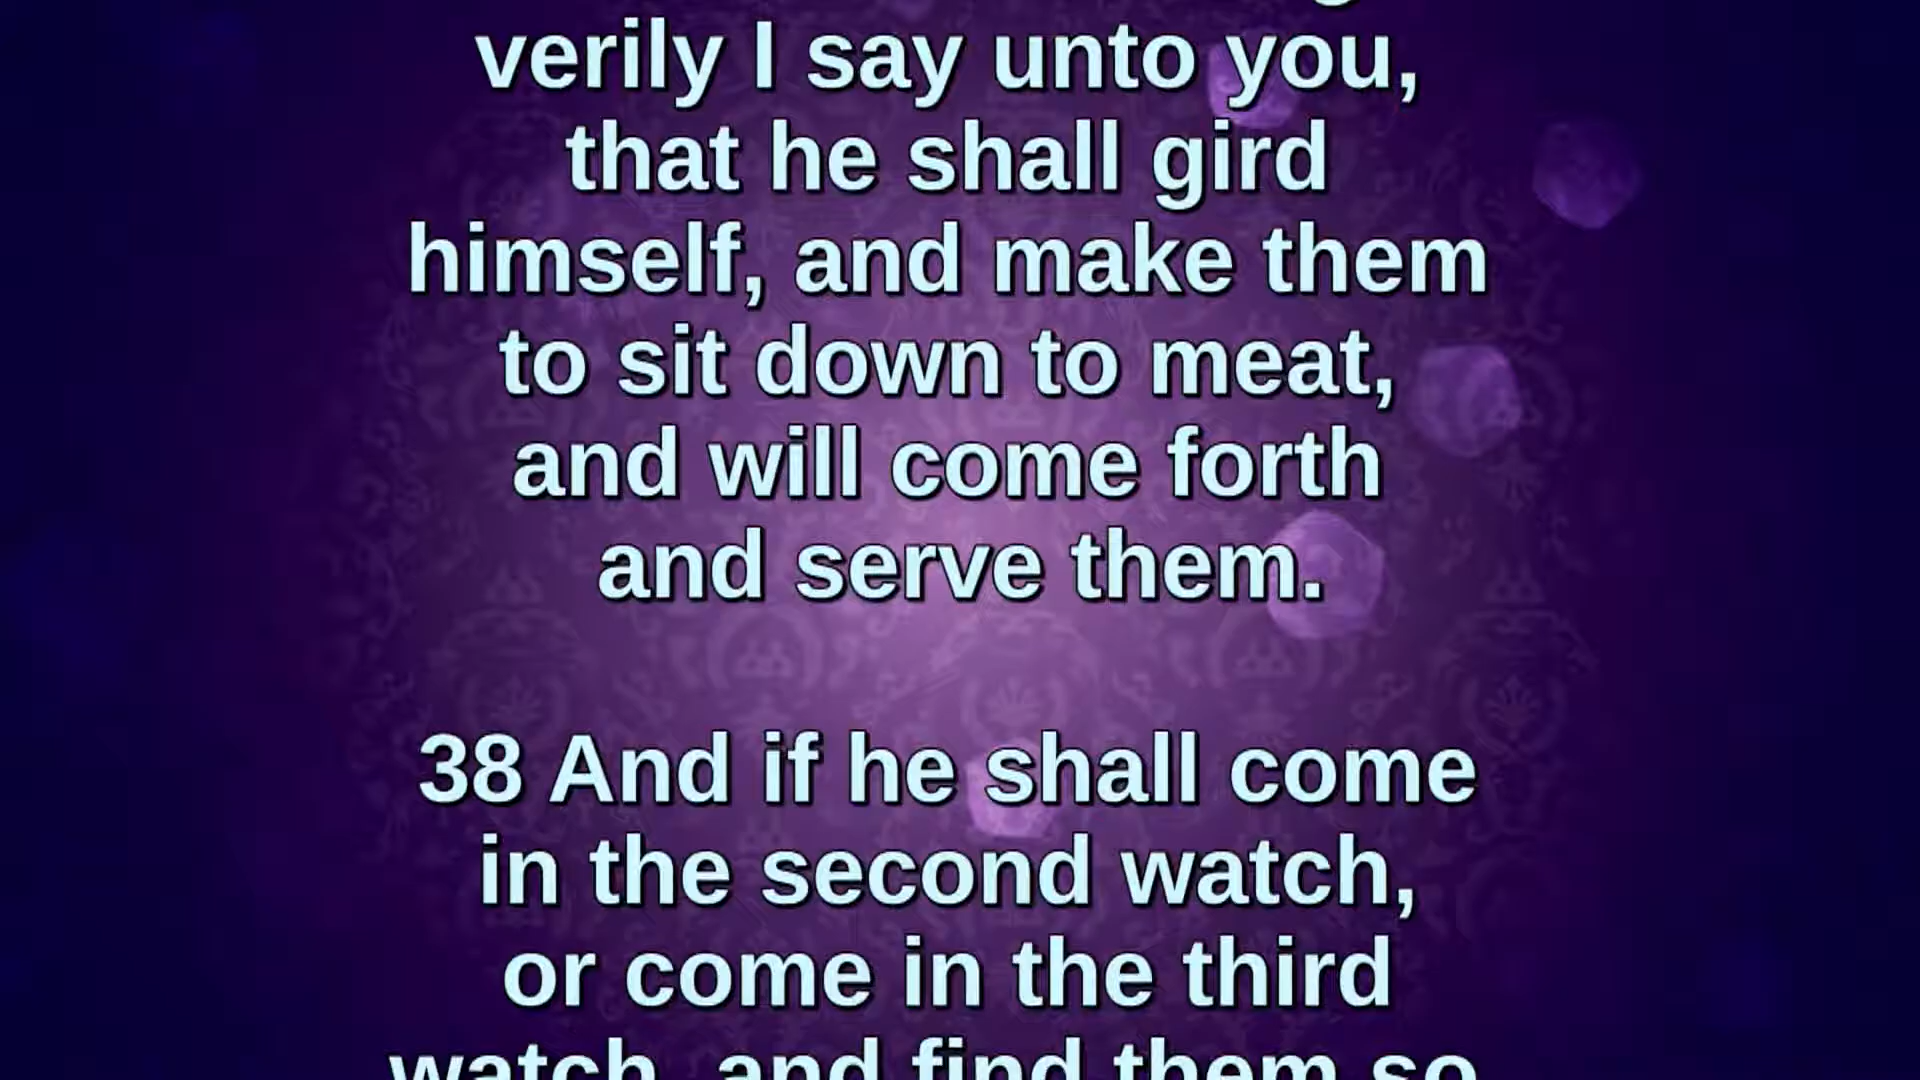 verily I say unto you,
that he shall gird
himself, and make them
to sit down to meat,
and will come forth
and serve them.
38 And if he shall come
in the second watch,
or come in the third
watch, and find them so